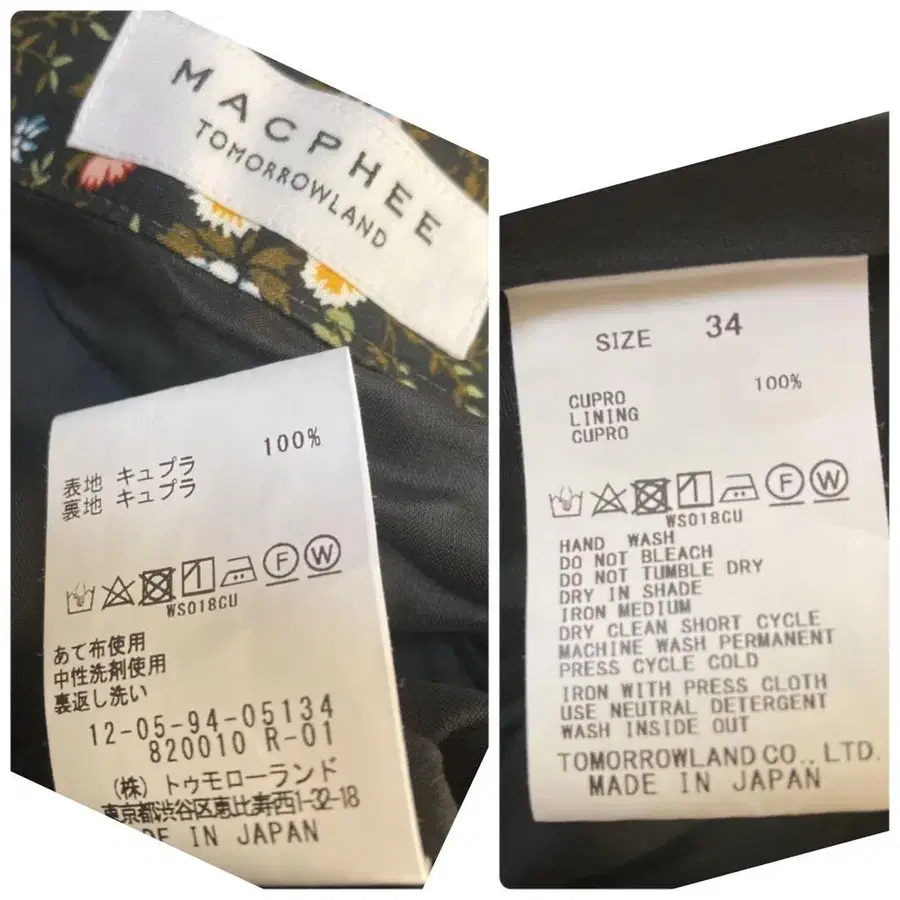 MACPHEE
TOMORROWLAND
100%
表地 キュプラ
裏地 キュプラ
F W
WS018CU
あて布使用
中性洗剤使用
裏返し洗い
12-05-94-05134
820010 R-01
(株) トゥモローランド
東京都渋谷区恵比寿西1-32-18
DE IN JAPAN
SIZE 34
100%
CUPRO
LINING
CUPRO
F W
WS018CU
HAND WASH
DO NOT BLEACH
DO NOT TUMBLE DRY
DRY IN SHADE
IRON MEDIUM
DRY CLEAN SHORT CYCLE
MACHINE WASH PERMANENT
PRESS CYCLE COLD
IRON WITH PRESS CLOTH
USE NEUTRAL DETERGENT
WASH INSIDE OUT
TOMORROWLAND CO., LTD.
MADE IN JAPAN